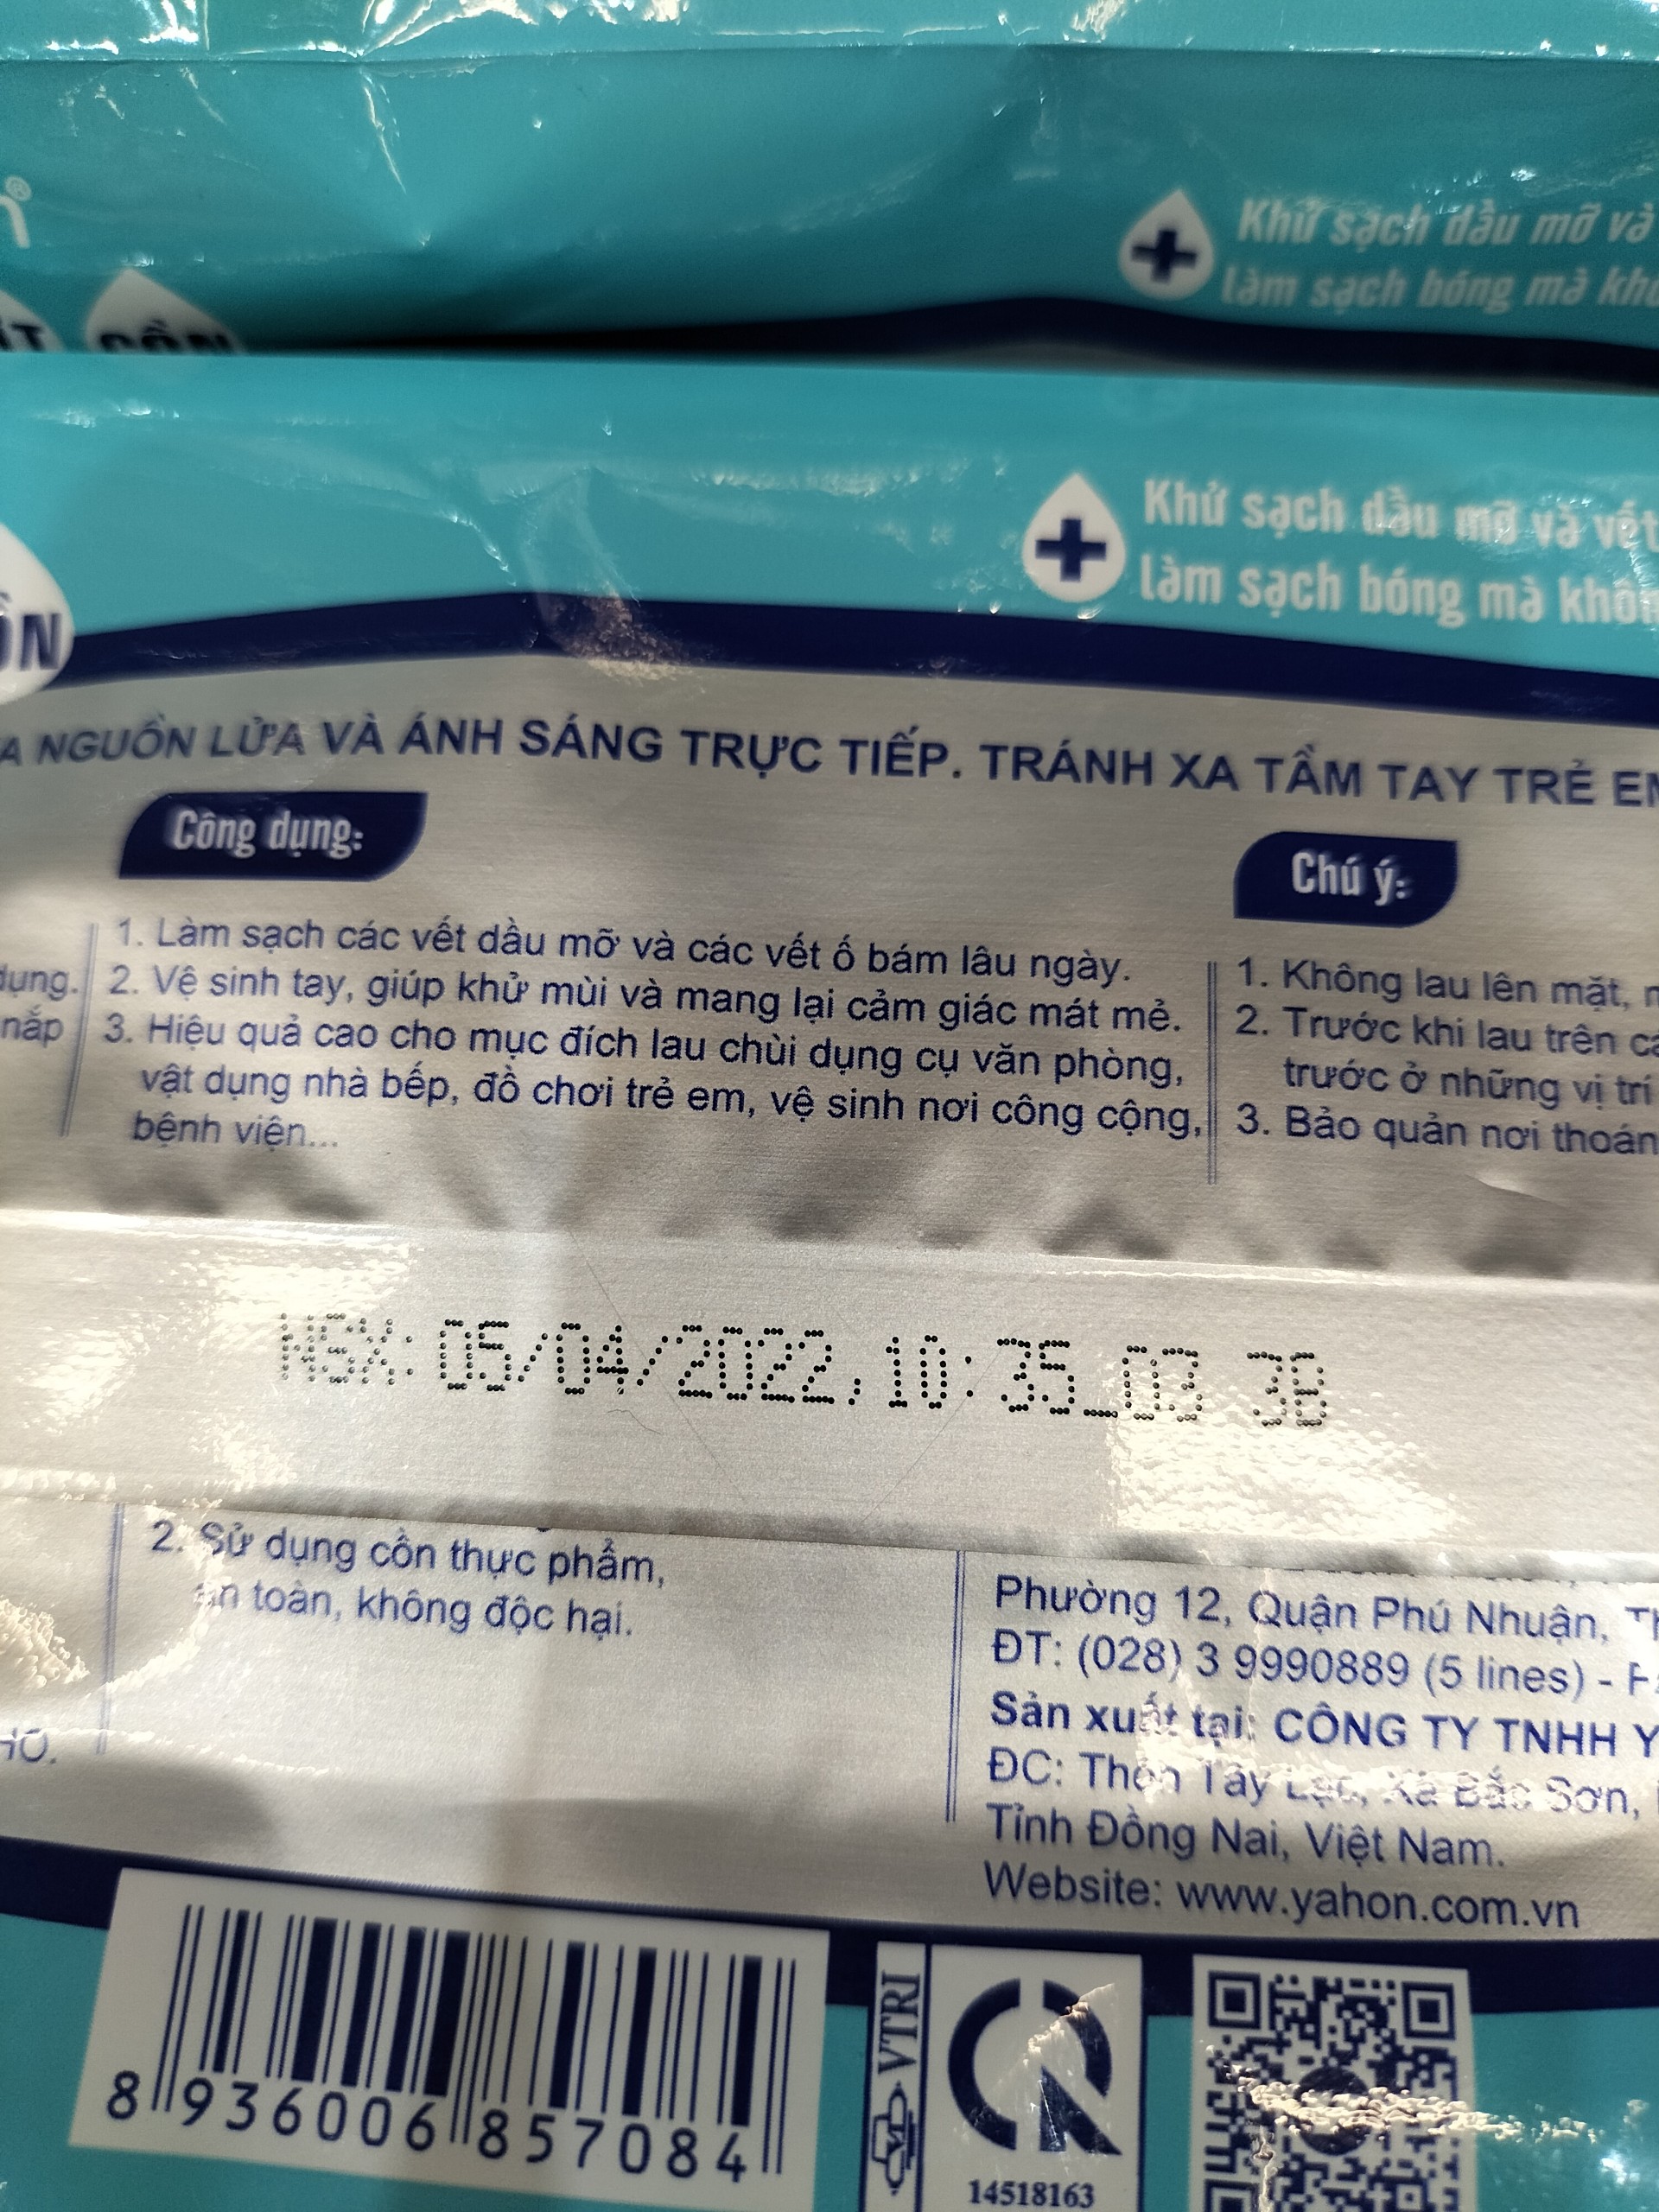 Khử sạch dầu mỡ và
làm sạch bóng mà
CỒN
Khử sạch dầu mỡ và vết
làm sạch bóng mà
NGUỒN LỬA VÀ ÁNH SÁNG TRỰC TIẾP. TRÁNH XA TẦM TAY TRẺ
Công dụng:
1. Làm sạch các vết dầu mỡ và các vết ố bám lâu ngày.
2. Vệ sinh tay, giúp khử mùi và mang lại cảm giác mát mẻ.
3. Hiệu quả cao cho mục đích lau chùi dụng cụ văn phòng,
vật dụng nhà bếp, đồ chơi trẻ em, vệ sinh nơi công cộng,
bệnh viện...
dụng.
nắp
Chú ý:
1. Không lau lên mặt,
2. Trước khi lau trên
trước ở những vị trí
3. Bảo quản nơi
NSX: 05/04/2022, 10:35_03 3B
2. Sử dụng cồn thực phẩm,
an toàn, không độc hại.
Phường 12, Quận Phú Nhuận,
ĐT: (028) 3 9990889 (5 lines) -
Sản xuất tại: CÔNG TY TNHH
ĐC: Thôn Tây Lạc, Xã Bắc Sơn,
Tỉnh Đồng Nai, Việt Nam.
Website: www.yahon.com.vn
8 936006 857084
VTRI
14518163